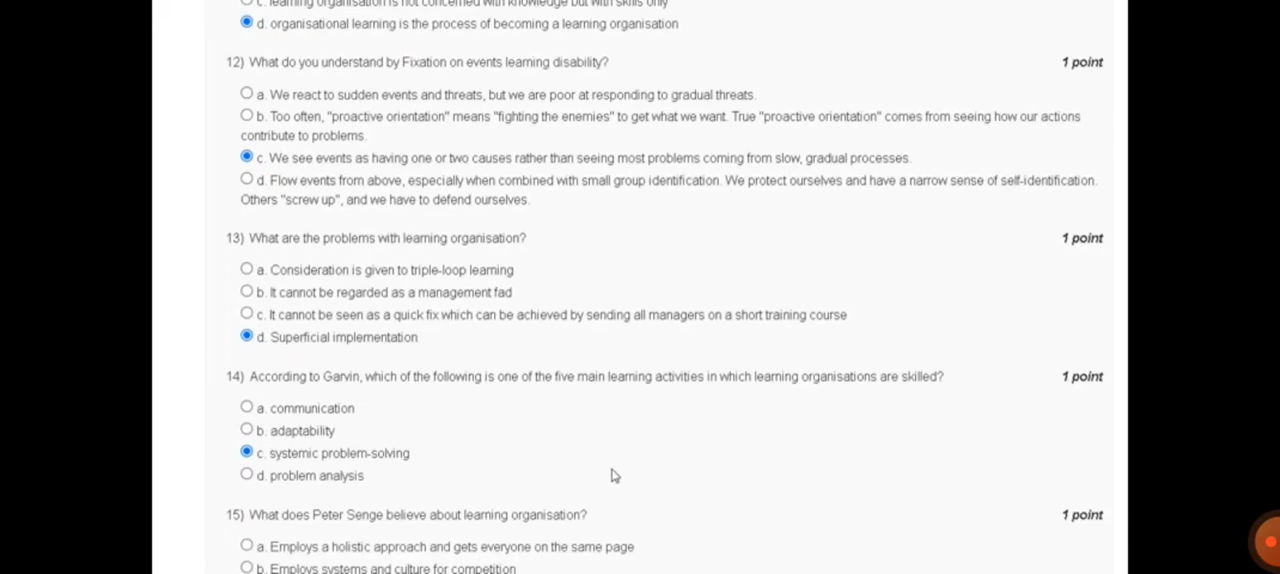 c. learning organisation is not concerned with knowledge but with skills only
d. organisational learning is the process of becoming a learning organisation
12) What do you understand by Fixation on events learning disability?
1 point
a. We react to sudden events and threats, but we are poor at responding to gradual threats.
b. Too often, "proactive orientation" means "fighting the enemies" to get what we want. True "proactive orientation" comes from seeing how our actions
contribute to problems.
c. We see events as having one or two causes rather than seeing most problems coming from slow, gradual processes.
d. Flow events from above, especially when combined with small group identification. We protect ourselves and have a narrow sense of self-identification.
Others "screw up", and we have to defend ourselves.
13) What are the problems with learning organisation?
1 point
a. Consideration is given to triple-loop learning
b. It cannot be regarded as a management fad
c. It cannot be seen as a quick fix which can be achieved by sending all managers on a short training course
d. Superficial implementation
14) According to Garvin, which of the following is one of the five main learning activities in which learning organisations are skilled?
1 point
a. communication
b. adaptability
c. systemic problem-solving
d. problem analysis
15) What does Peter Senge believe about learning organisation?
1 point
a. Employs a holistic approach and gets everyone on the same page
b. Employs systems and culture for competition